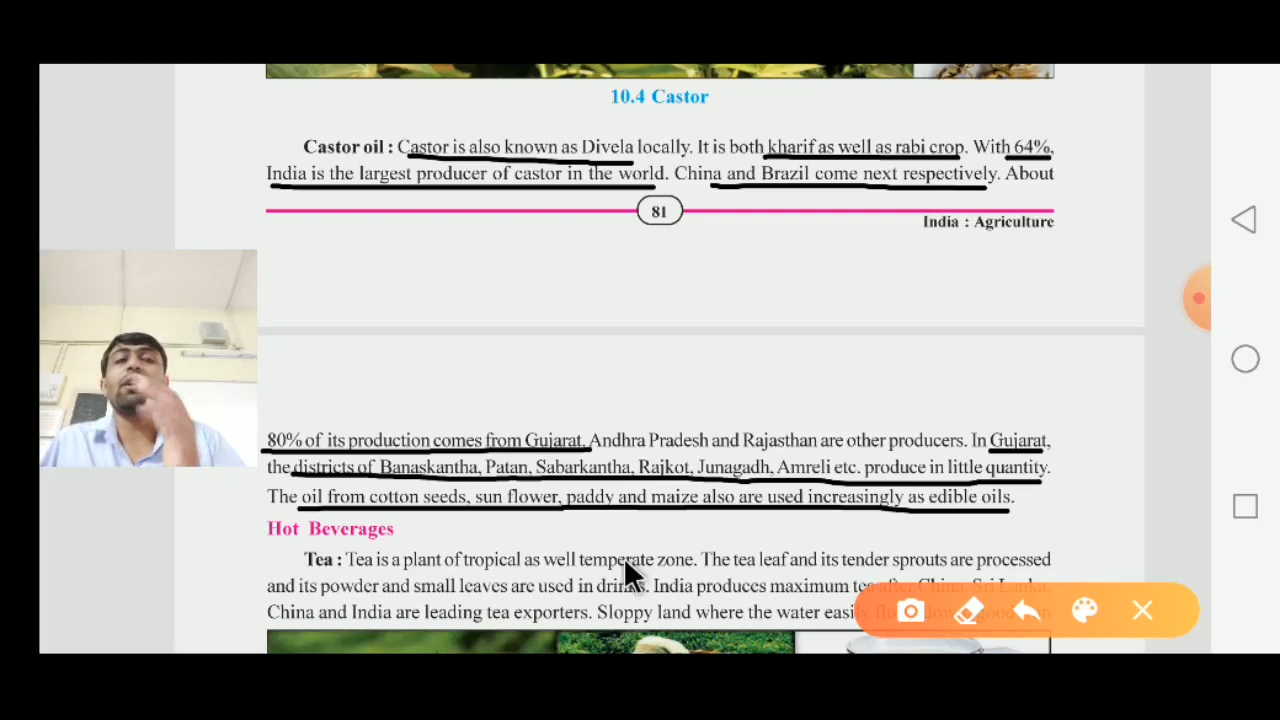 10.4 Castor
Castor oil : Castor is also known as Divela locally. It is both kharif as well as rabi crop. With 64%,
India is the largest producer of castor in the world. China and Brazil come next respectively. About
81
India : Agriculture
80% of its production comes from Gujarat. Andhra Pradesh and Rajasthan are other producers. In Gujarat,
the districts of Banaskantha, Patan, Sabarkantha, Rajkot, Junagadh, Amreli etc. produce in little quantity.
The oil from cotton seeds, sun flower, paddy and maize also are used increasingly as edible oils.
Hot Beverages
Tea : Tea is a plant of tropical as well temperate zone. The tea leaf and its tender sprouts are processed
and its powder and small leaves are used in drinks. India produces maximum tea after China. Sri Lanka,
China and India are leading tea exporters. Sloppy land where the water easily